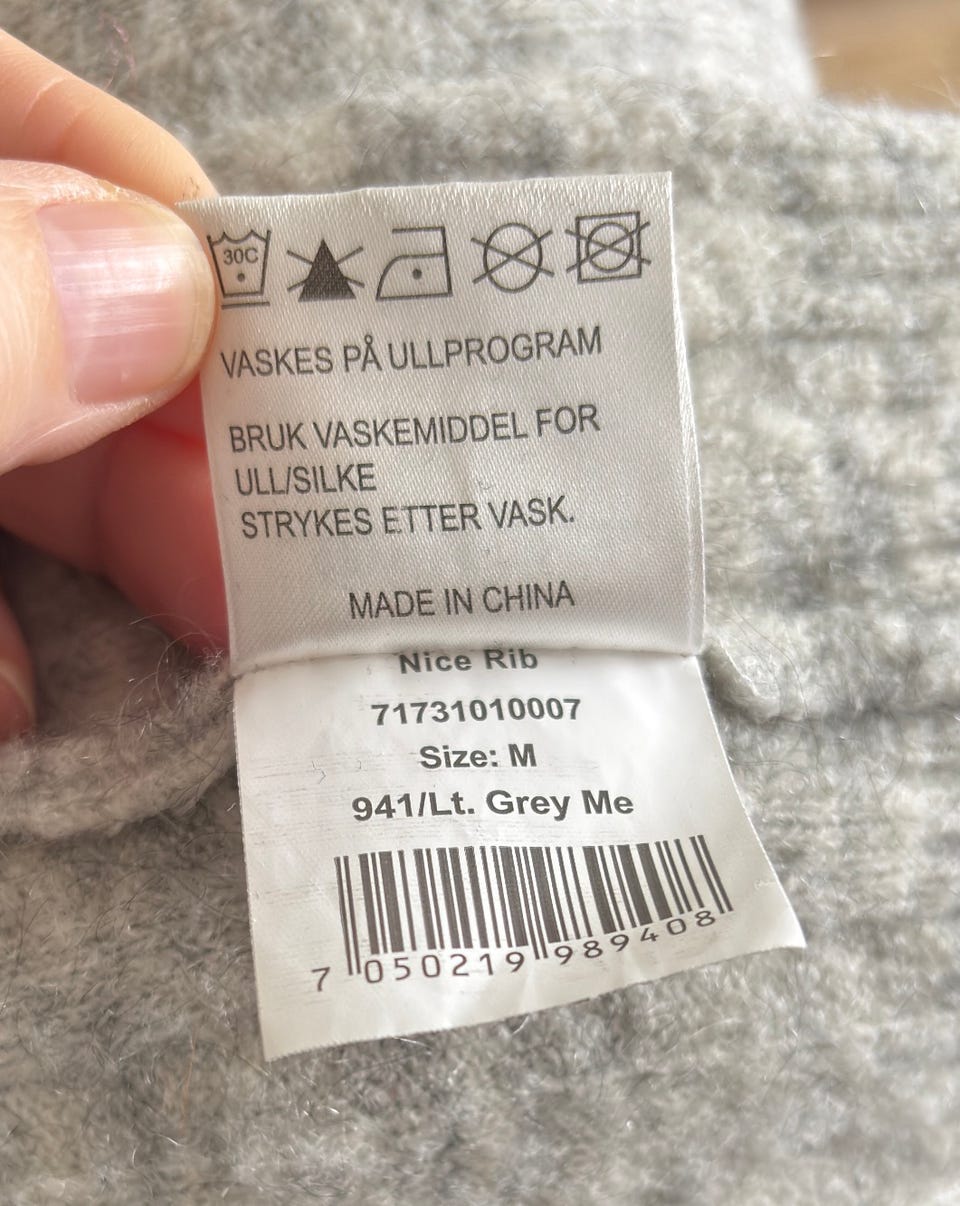 30C
VASKES PÅ ULLPROGRAM
BRUK VASKEMIDDEL FOR
ULL/SILKE
STRYKES ETTER VASK.
MADE IN CHINA
Nice Rib
71731010007
Size: M
941/Lt. Grey Me
7 050219 989408